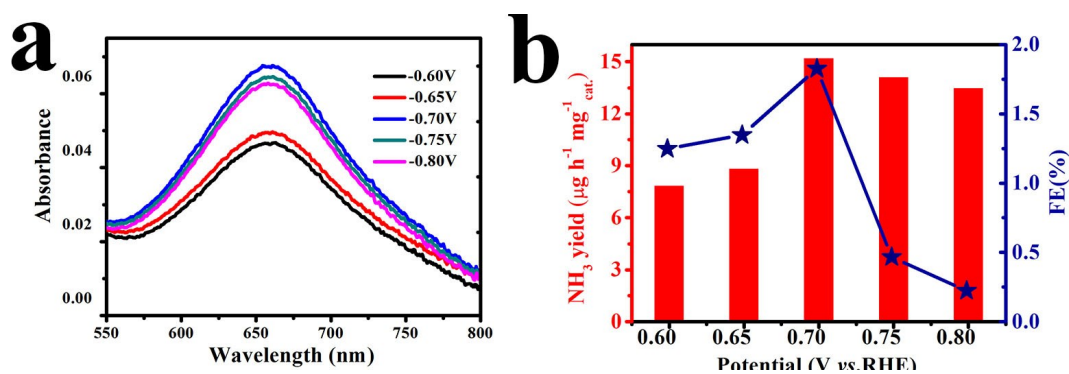 a
0.06
0.04
0.02
0.00
Absorbance
-0.60V
-0.65V
-0.70V
-0.75V
-0.80V
550 600 650 700 750 800
Wavelength (nm)
b
15
12
9
6
3
0
NH3 yield (μg h-1 mg-1cat.)
2.0
1.5
1.0
0.5
0.0
FE(%)
0.60 0.65 0.70 0.75 0.80
Potential (V vs.RHE)